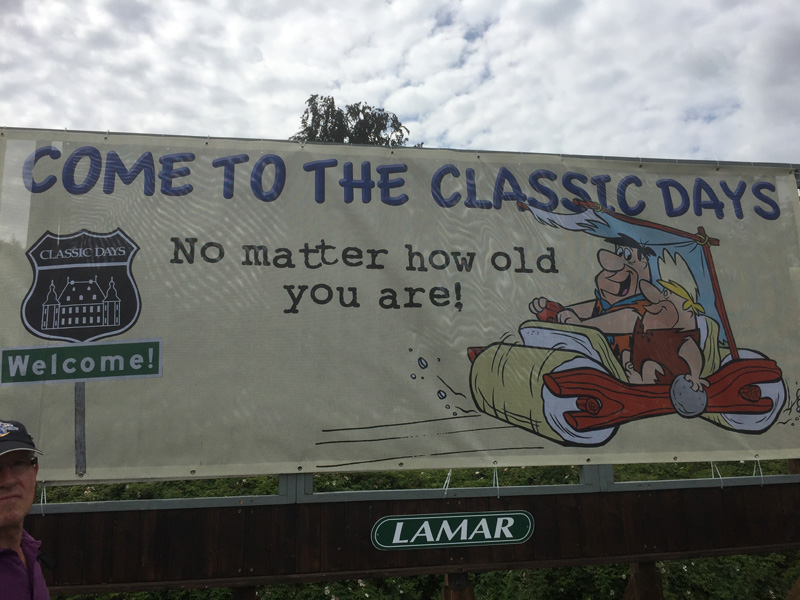 COME TO THE CLASSIC DAYS
No matter how old
you are!
CLASSIC DAYS
Welcome!
LAMAR